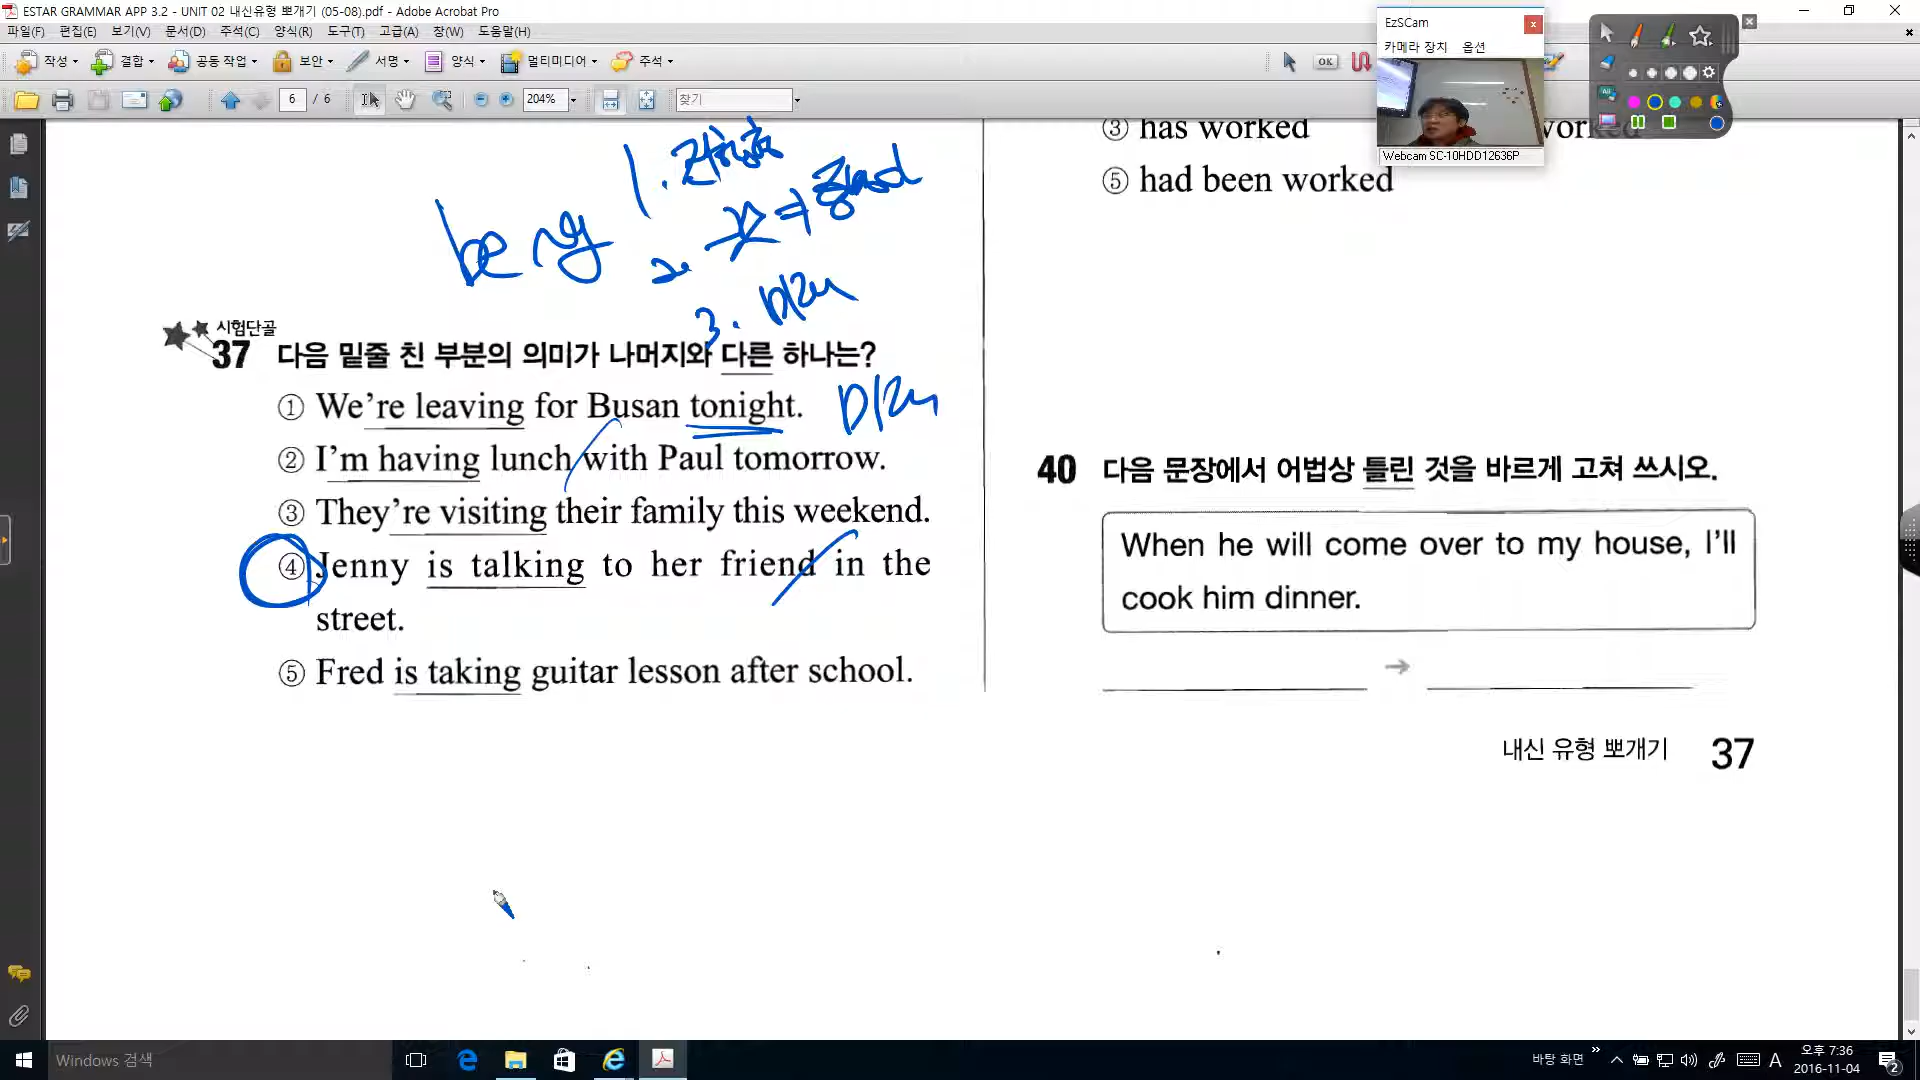 ESTAR GRAMMAR APP 3.2 - UNIT 02 내신유형 뽀개기 (05-08).pdf - Adobe Acrobat Pro
파일(F) 편집(E) 보기(V) 문서(D) 주석(C) 양식(R) 도구(T) 고급(A) 창(W) 도움말(H)
작성 결합 공동 작업 보안 서명 양식 멀티미디어 주석
6 / 6 204% 찾기
EzSCam
카메라 장치 옵션
Webcam SC-10HDD12636P
OK
be ing
1.
2.
3.
시험단골
37 다음 밑줄 친 부분의 의미가 나머지와 다른 하나는?
① We're leaving for Busan tonight.
② I'm having lunch with Paul tomorrow.
③ They're visiting their family this weekend.
④ Jenny is talking to her friend in the
street.
⑤ Fred is taking guitar lesson after school.
③ has worked
⑤ had been worked
40 다음 문장에서 어법상 틀린 것을 바르게 고쳐 쓰시오.
When he will come over to my house, I'll
cook him dinner.
→
내신 유형 뽀개기 37
Windows 검색
바탕 화면 A 오후 7:36
2016-11-04 2